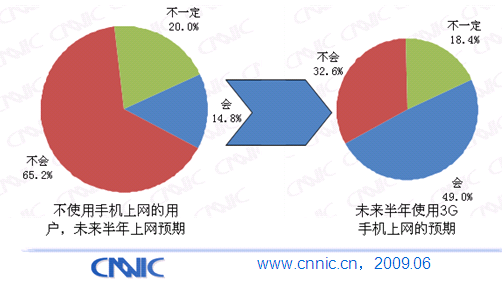 不一定
20.0%
会
14.8%
不会
65.2%
不使用手机上网的用
户，未来半年上网预期
不一定
18.4%
不会
32.6%
会
49.0%
未来半年使用3G
手机上网的预期
CNNIC
www.cnnic.cn，2009.06